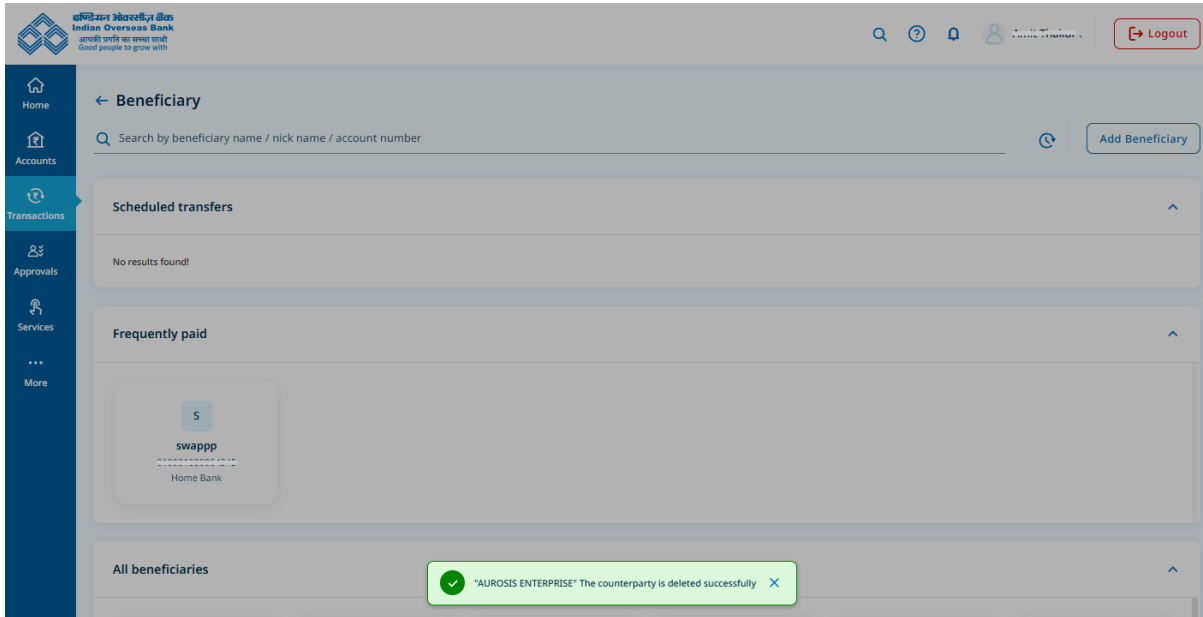 इण्डियन ओवरसीज़ बैंक
Indian Overseas Bank
आपकी प्रगति का सच्चा साथी
Good people to grow with
Logout
Home
Accounts
Transactions
Approvals
Services
More
Beneficiary
Search by beneficiary name / nick name / account number
Add Beneficiary
Scheduled transfers
No results found!
Frequently paid
S
swappp
Home Bank
All beneficiaries
"AUROSIS ENTERPRISE" The counterparty is deleted successfully